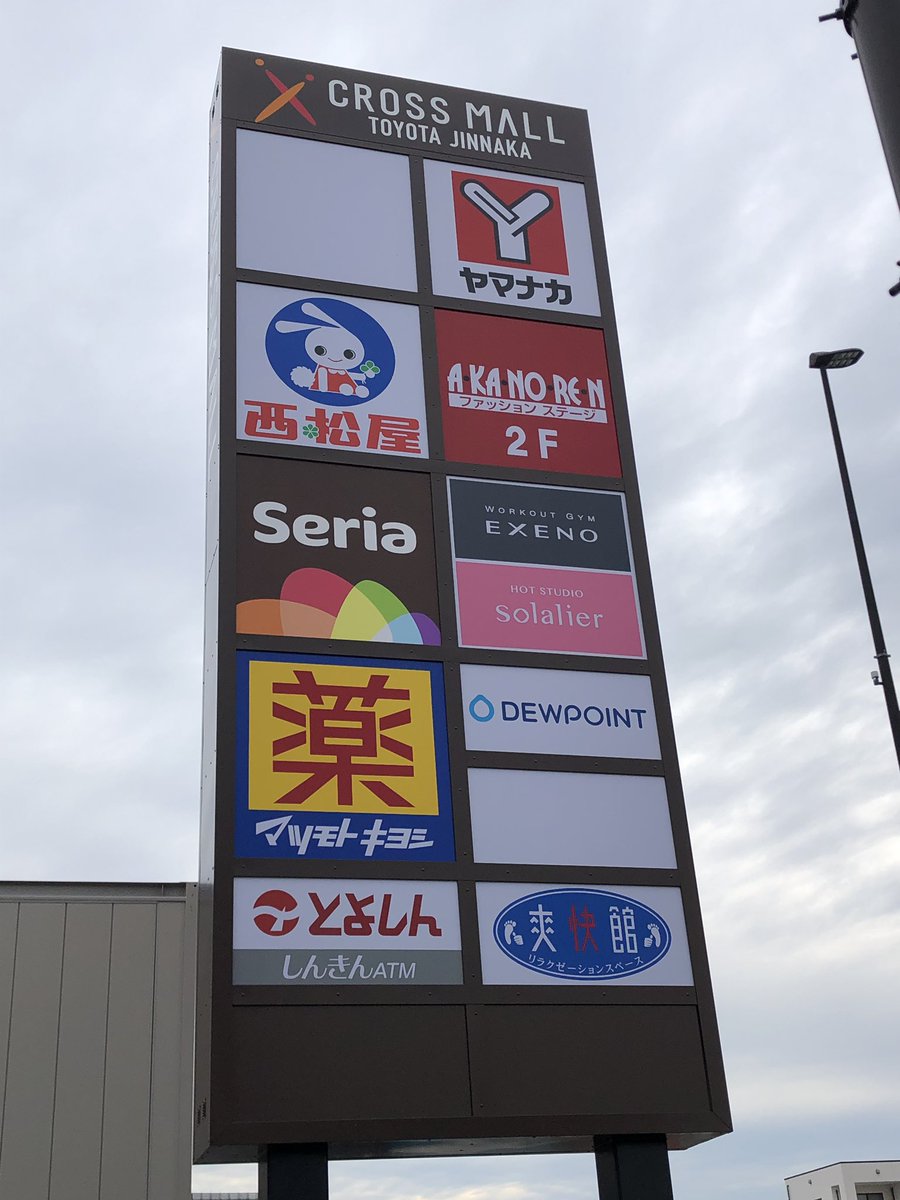 CROSS MALL
TOYOTA JINNAKA
ヤマナカ
西松屋
A・KA・NO・RE・N
ファッション ステージ
2F
Seria
WORKOUT GYM
EXENO
HOT STUDIO
solalier
薬
マツモトキヨシ
DEWPOINT
とよしん
しんきんATM
爽快館
リラクゼーションスペース